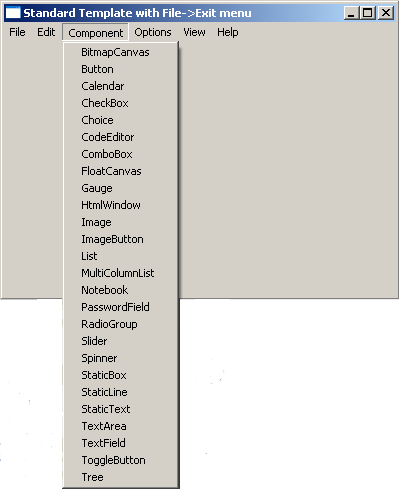 Standard Template with File->Exit menu
File Edit Component Options View Help
BitmapCanvas
Button
Calendar
CheckBox
Choice
CodeEditor
ComboBox
FloatCanvas
Gauge
HtmlWindow
Image
ImageButton
List
MultiColumnList
Notebook
PasswordField
RadioGroup
Slider
Spinner
StaticBox
StaticLine
StaticText
TextArea
TextField
ToggleButton
Tree